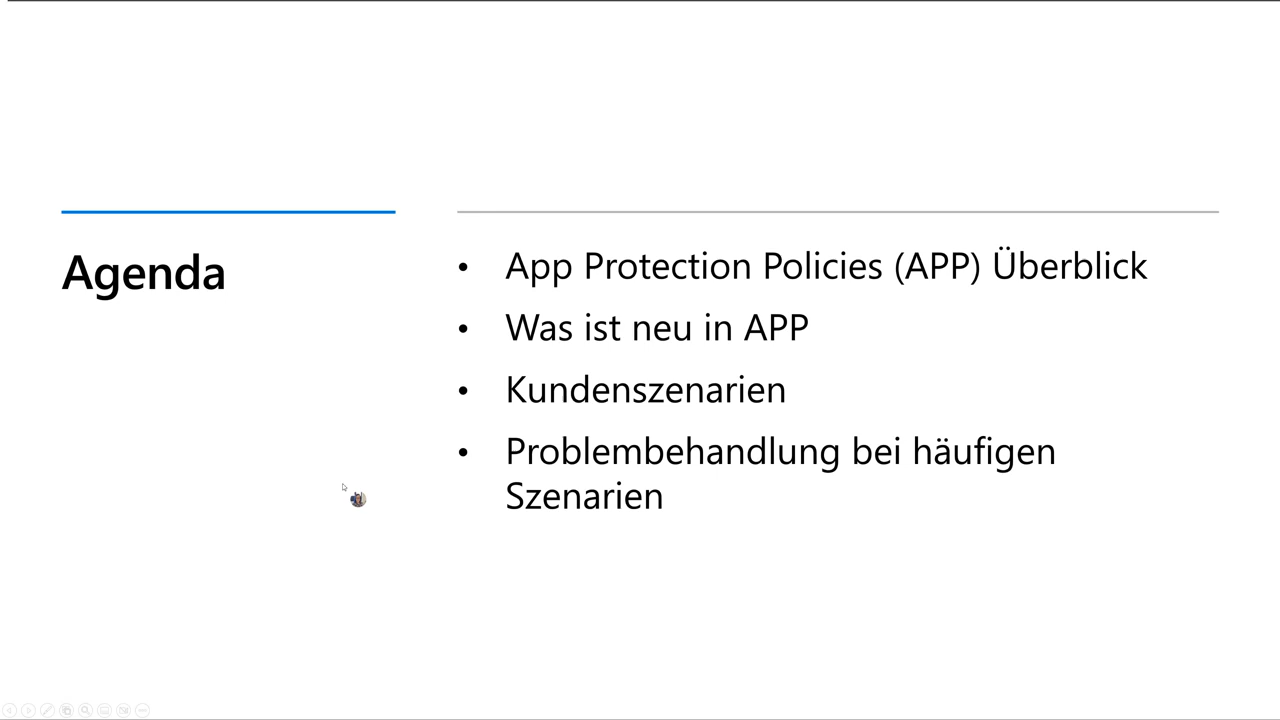 Agenda
• App Protection Policies (APP) Überblick
• Was ist neu in APP
• Kundenszenarien
• Problembehandlung bei häufigen
Szenarien